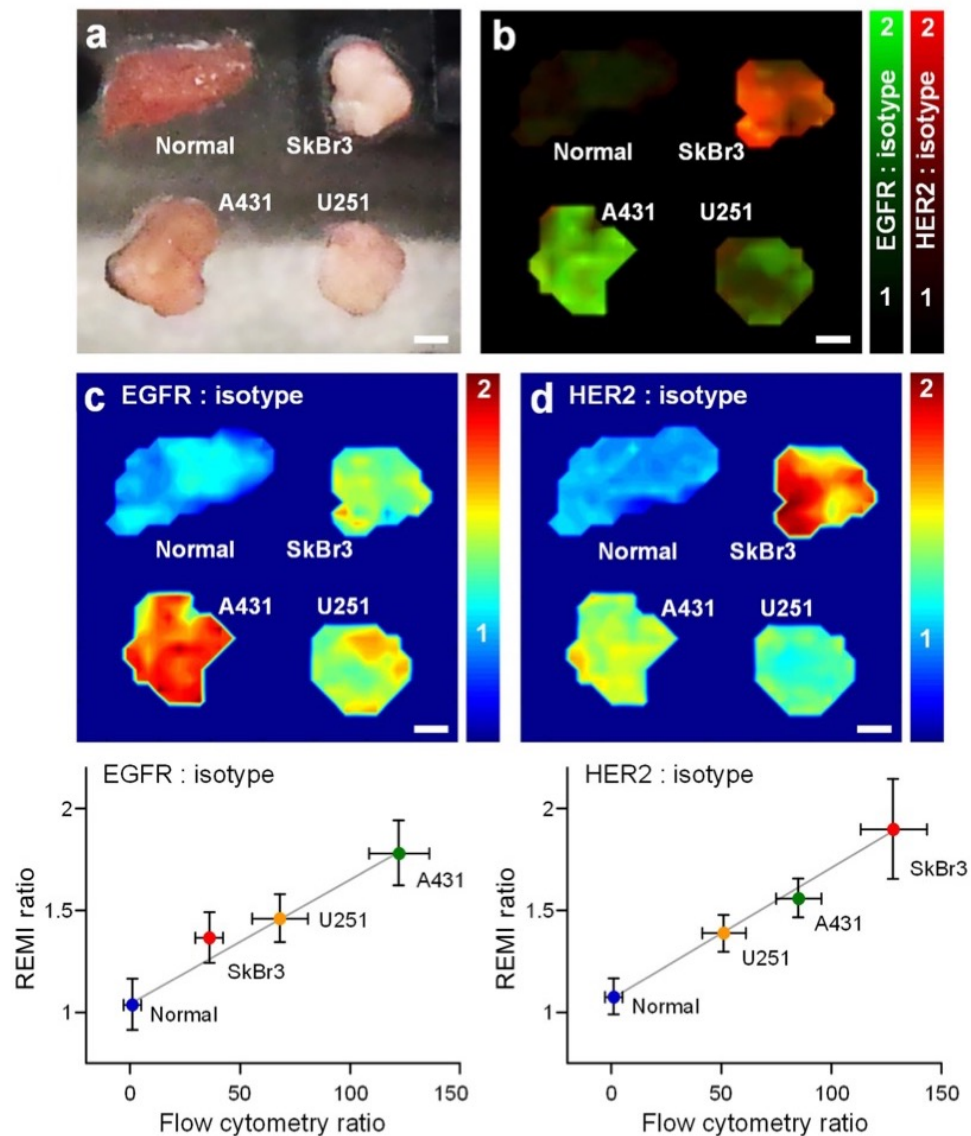 a
Normal
SkBr3
A431
U251
b
Normal
SkBr3
A431
U251
2
EGFR : isotype
1
2
HER2 : isotype
1
c EGFR : isotype
2
1
Normal
SkBr3
A431
U251
d HER2 : isotype
2
1
Normal
SkBr3
A431
U251
EGFR : isotype
REMI ratio
2
1.5
1
A431
U251
SkBr3
Normal
0 50 100 150
Flow cytometry ratio
HER2 : isotype
REMI ratio
2
1.5
1
SkBr3
A431
U251
Normal
0 50 100 150
Flow cytometry ratio